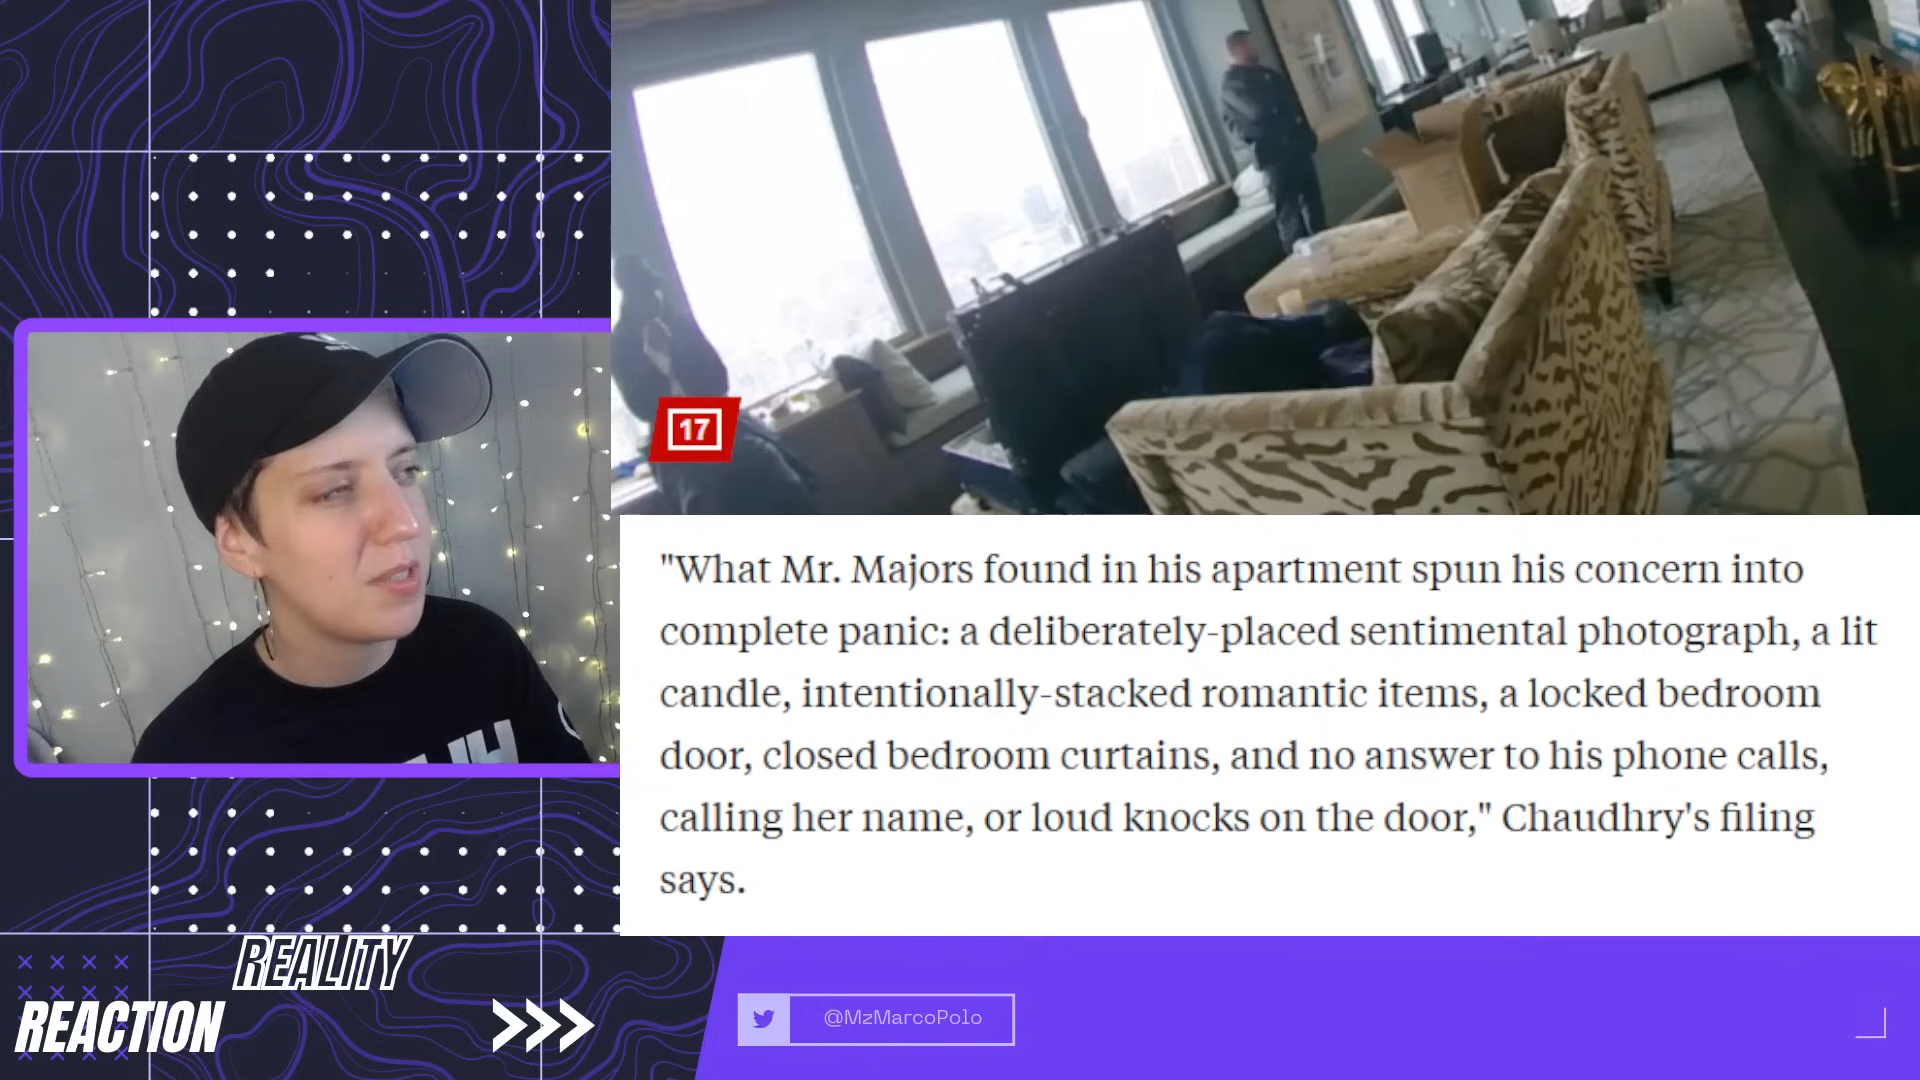 17
"What Mr. Majors found in his apartment spun his concern into
complete panic: a deliberately-placed sentimental photograph, a lit
candle, intentionally-stacked romantic items, a locked bedroom
door, closed bedroom curtains, and no answer to his phone calls,
calling her name, or loud knocks on the door," Chaudhry's filing
says.
REALITY
REACTION
@MzMarcoPolo